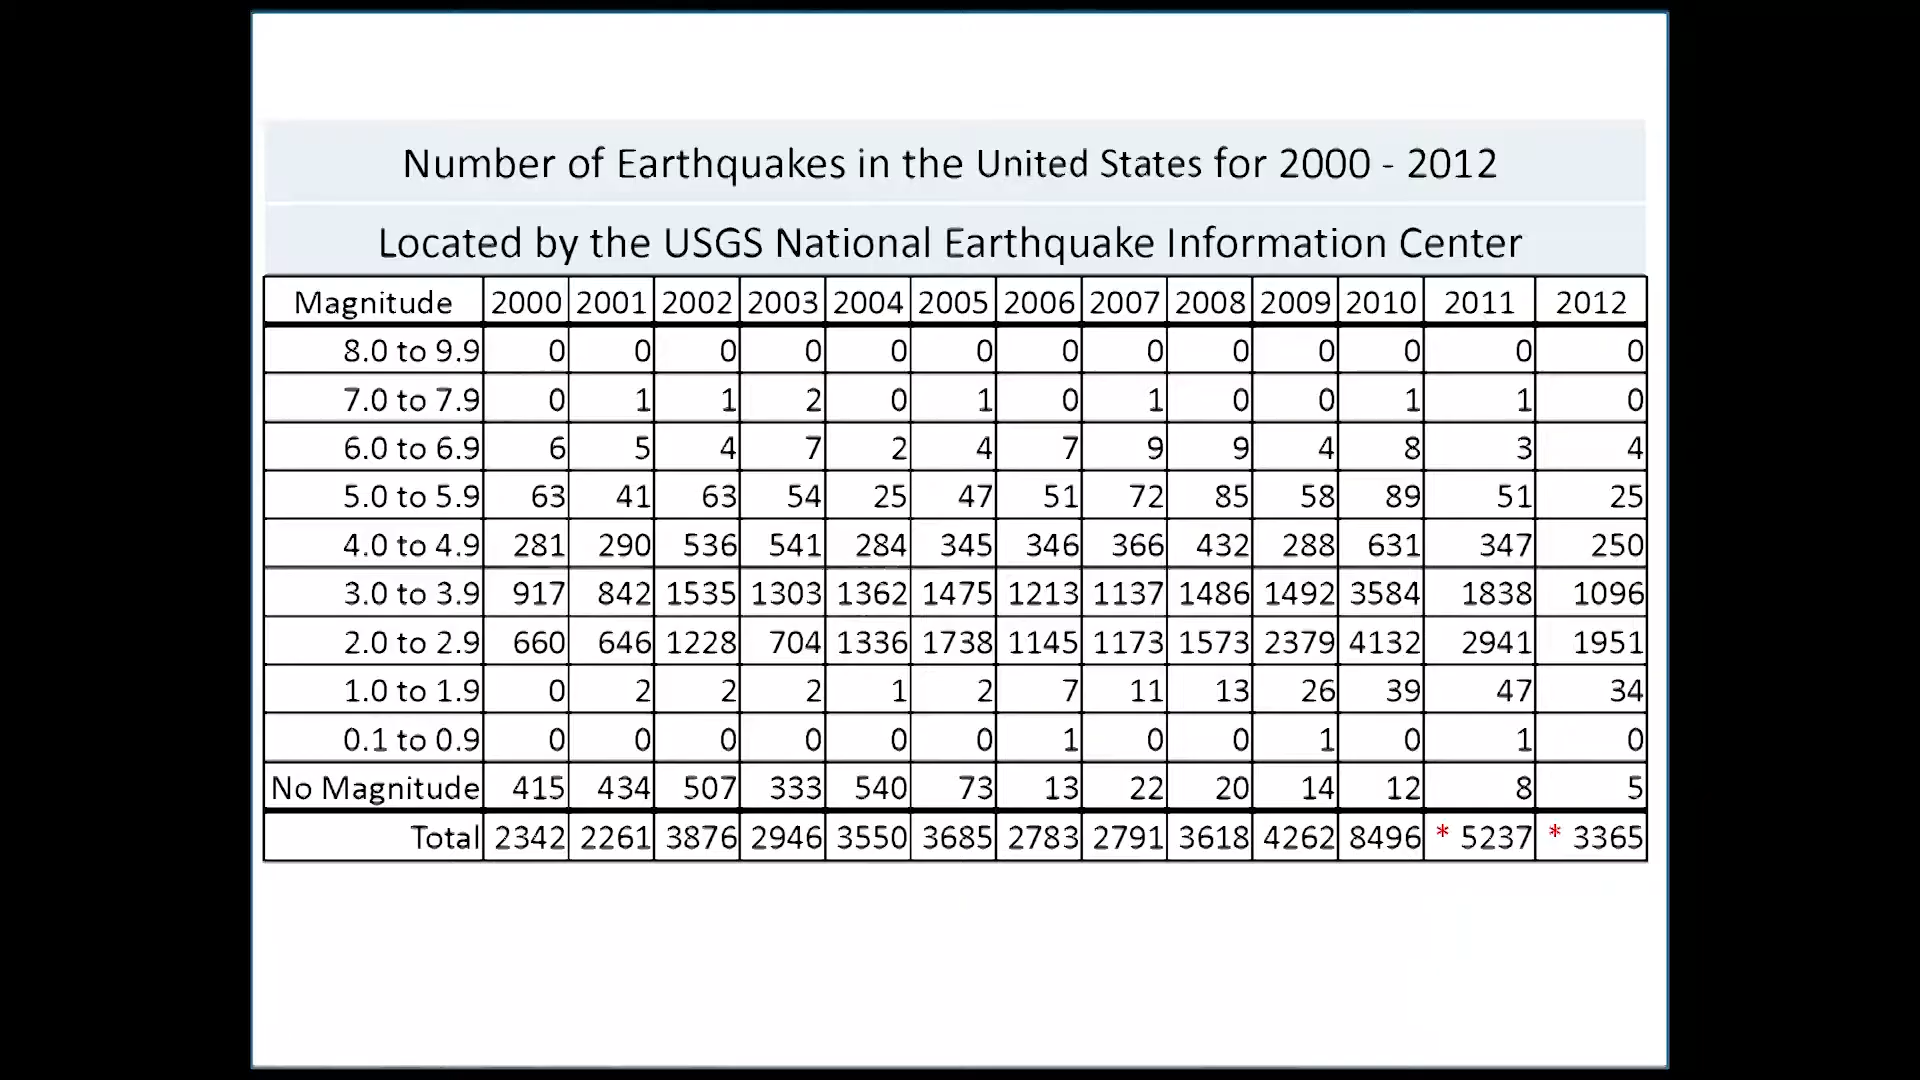 Number of Earthquakes in the United States for 2000 - 2012
Located by the USGS National Earthquake Information Center
Magnitude 2000 2001 2002 2003 2004 2005 2006 2007 2008 2009 2010 2011 2012
8.0 to 9.9 0 0 0 0 0 0 0 0 0 0 0 0 0
7.0 to 7.9 0 1 1 2 0 1 0 1 0 0 1 1 0
6.0 to 6.9 6 5 4 7 2 4 7 9 9 4 8 3 4
5.0 to 5.9 63 41 63 54 25 47 51 72 85 58 89 51 25
4.0 to 4.9 281 290 536 541 284 345 346 366 432 288 631 347 250
3.0 to 3.9 917 842 1535 1303 1362 1475 1213 1137 1486 1492 3584 1838 1096
2.0 to 2.9 660 646 1228 704 1336 1738 1145 1173 1573 2379 4132 2941 1951
1.0 to 1.9 0 2 2 2 1 2 7 11 13 26 39 47 34
0.1 to 0.9 0 0 0 0 0 0 1 0 0 1 0 1 0
No Magnitude 415 434 507 333 540 73 13 22 20 14 12 8 5
Total 2342 2261 3876 2946 3550 3685 2783 2791 3618 4262 8496 * 5237 * 3365